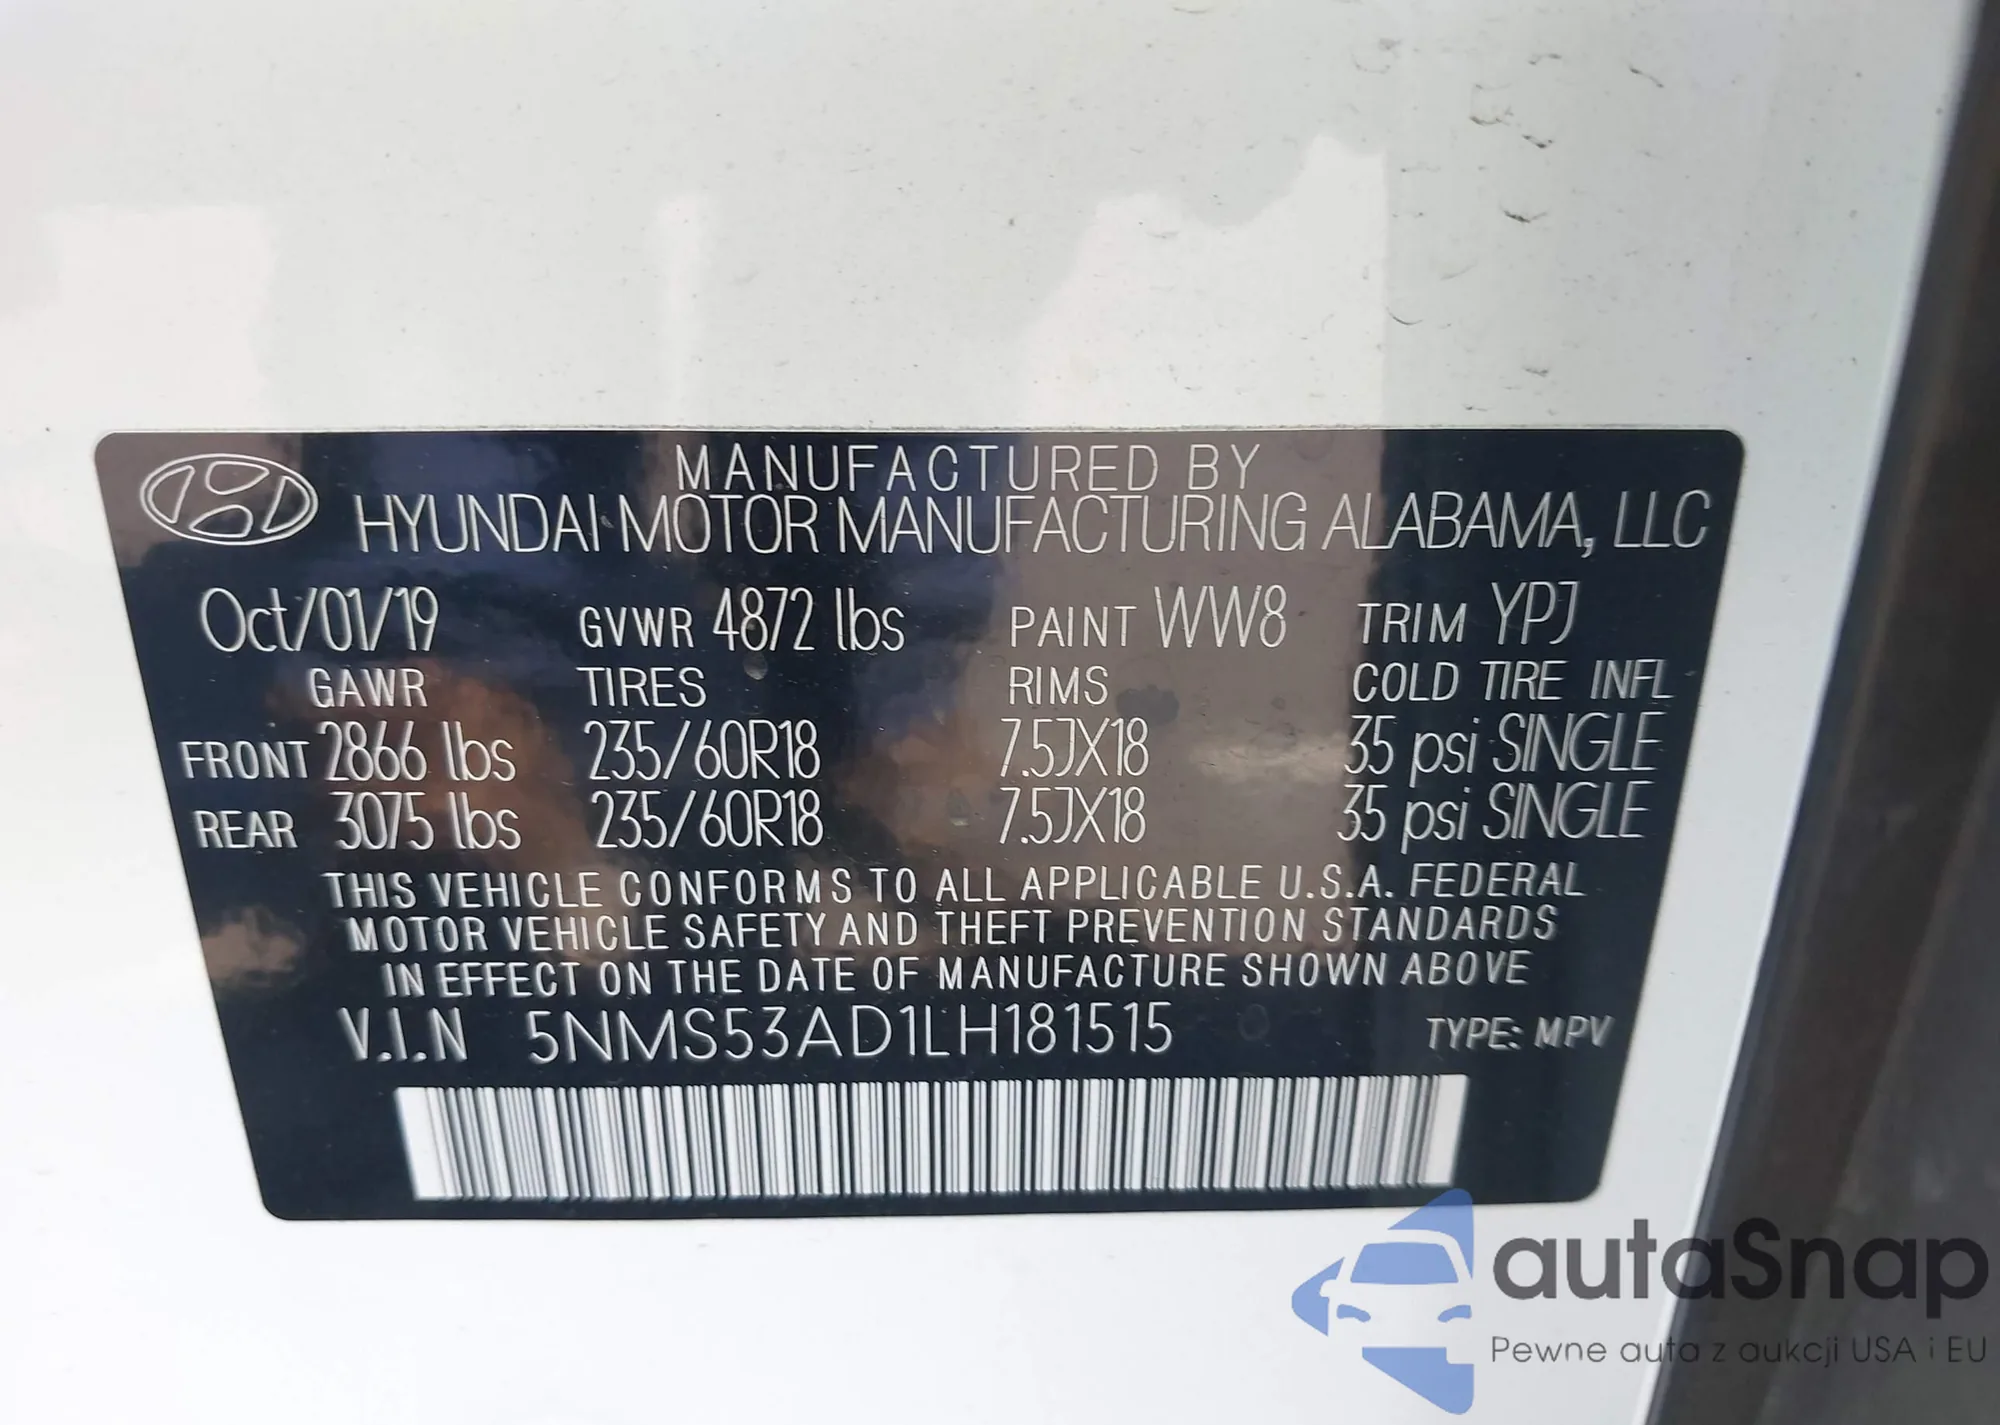 MANUFACTURED BY
HYUNDAI MOTOR MANUFACTURING ALABAMA, LLC
Oct/01/19 GVWR 4872 lbs PAINT WW8 TRIM YPJ
GAWR TIRES RIMS COLD TIRE INFL
FRONT 2866 lbs 235/60R18 7.5JX18 35 psi SINGLE
REAR 3075 lbs 235/60R18 7.5JX18 35 psi SINGLE
THIS VEHICLE CONFORMS TO ALL APPLICABLE U.S.A. FEDERAL
MOTOR VEHICLE SAFETY AND THEFT PREVENTION STANDARDS
IN EFFECT ON THE DATE OF MANUFACTURE SHOWN ABOVE
V.I.N 5NMS53AD1LH181515 TYPE: MPV
autaSnap
Pewne auta z aukcji USA i EU